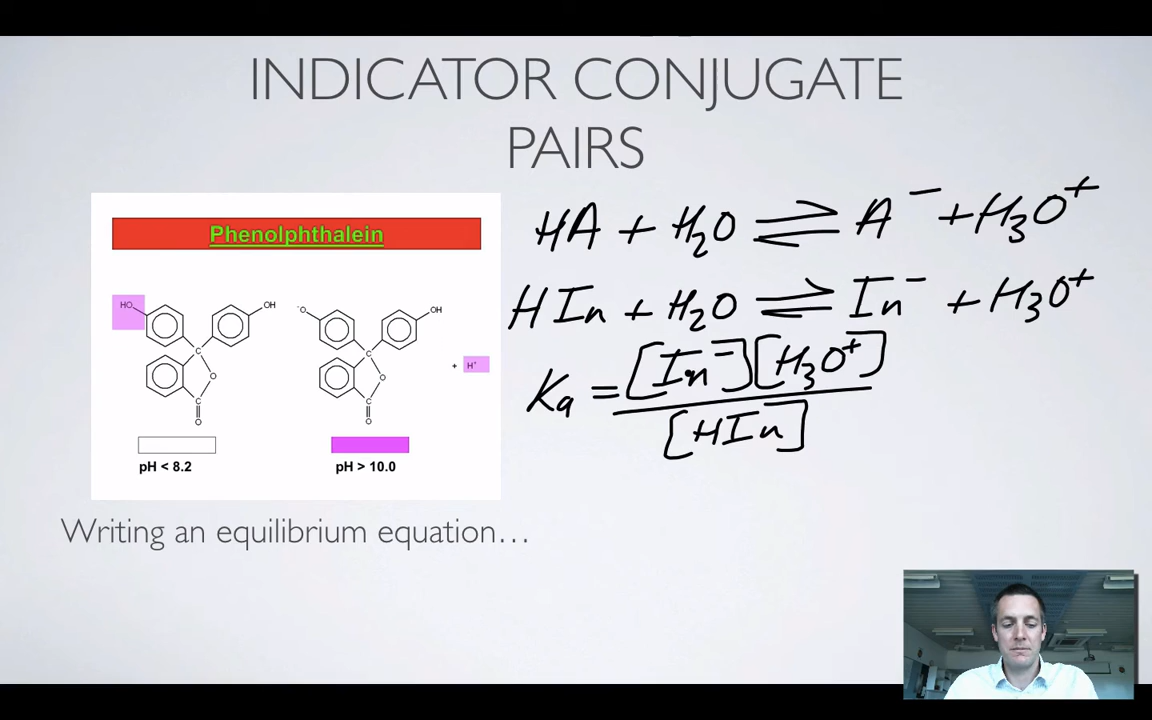 INDICATOR CONJUGATE
PAIRS
Phenolphthalein
HO
OH
C
O
C
O
pH < 8.2
⁻O
OH
C
O
C
O
+ H⁺
pH > 10.0
HA + H₂O ⇌ A⁻ + H₃O⁺
HIn + H₂O ⇌ In⁻ + H₃O⁺
Ka = [In⁻][H₃O⁺]
[HIn]
Writing an equilibrium equation…